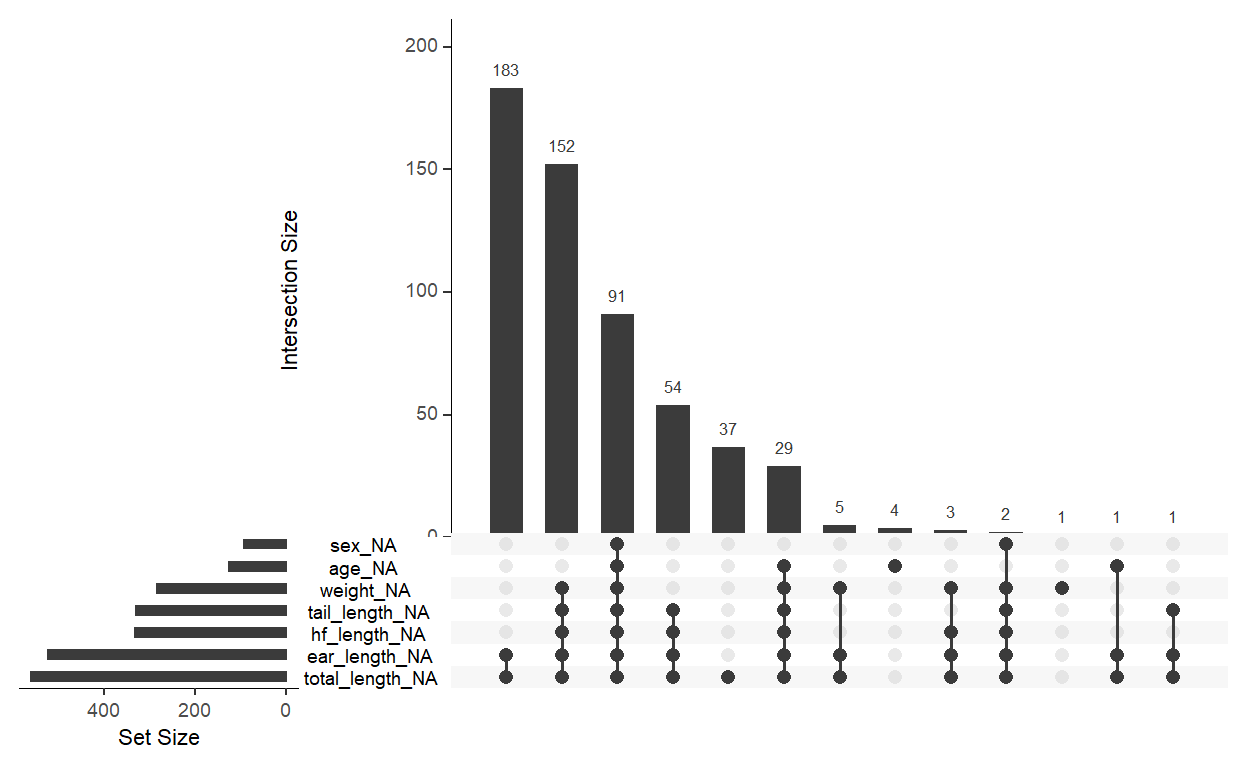 200
183
150
152
100
91
54
50
37
29
5
4
3
2
1
1
1
0
Intersection Size
sex_NA
age_NA
weight_NA
tail_length_NA
hf_length_NA
ear_length_NA
total_length_NA
400 200 0
Set Size